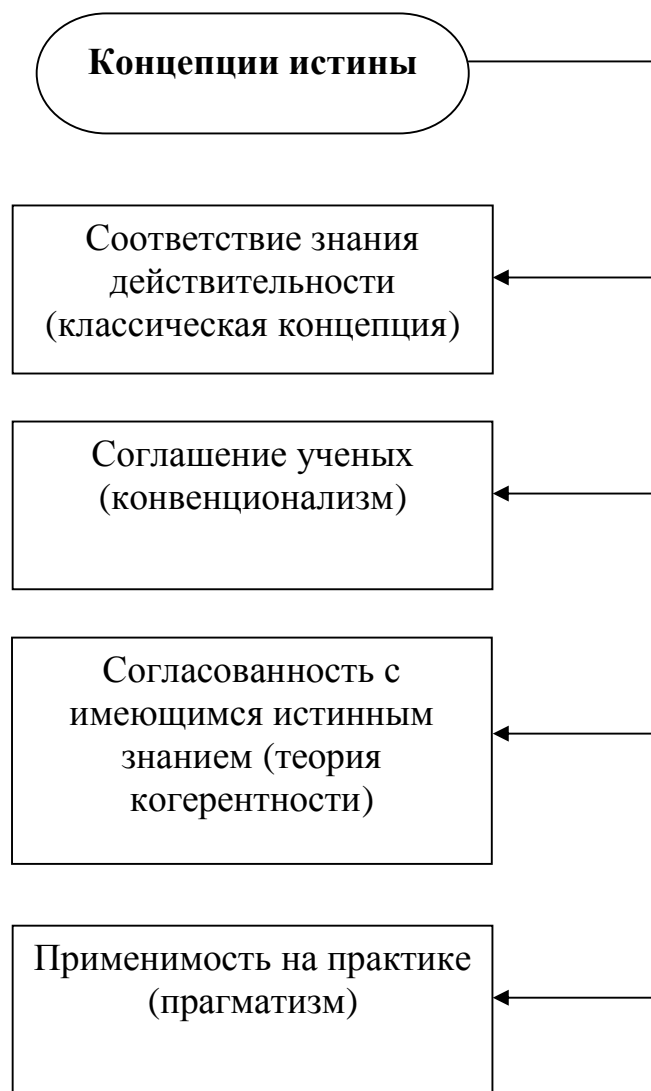 Концепции истины
Соответствие знания
действительности
(классическая концепция)
Соглашение ученых
(конвенционализм)
Согласованность с
имеющимся истинным
знанием (теория
когерентности)
Применимость на практике
(прагматизм)